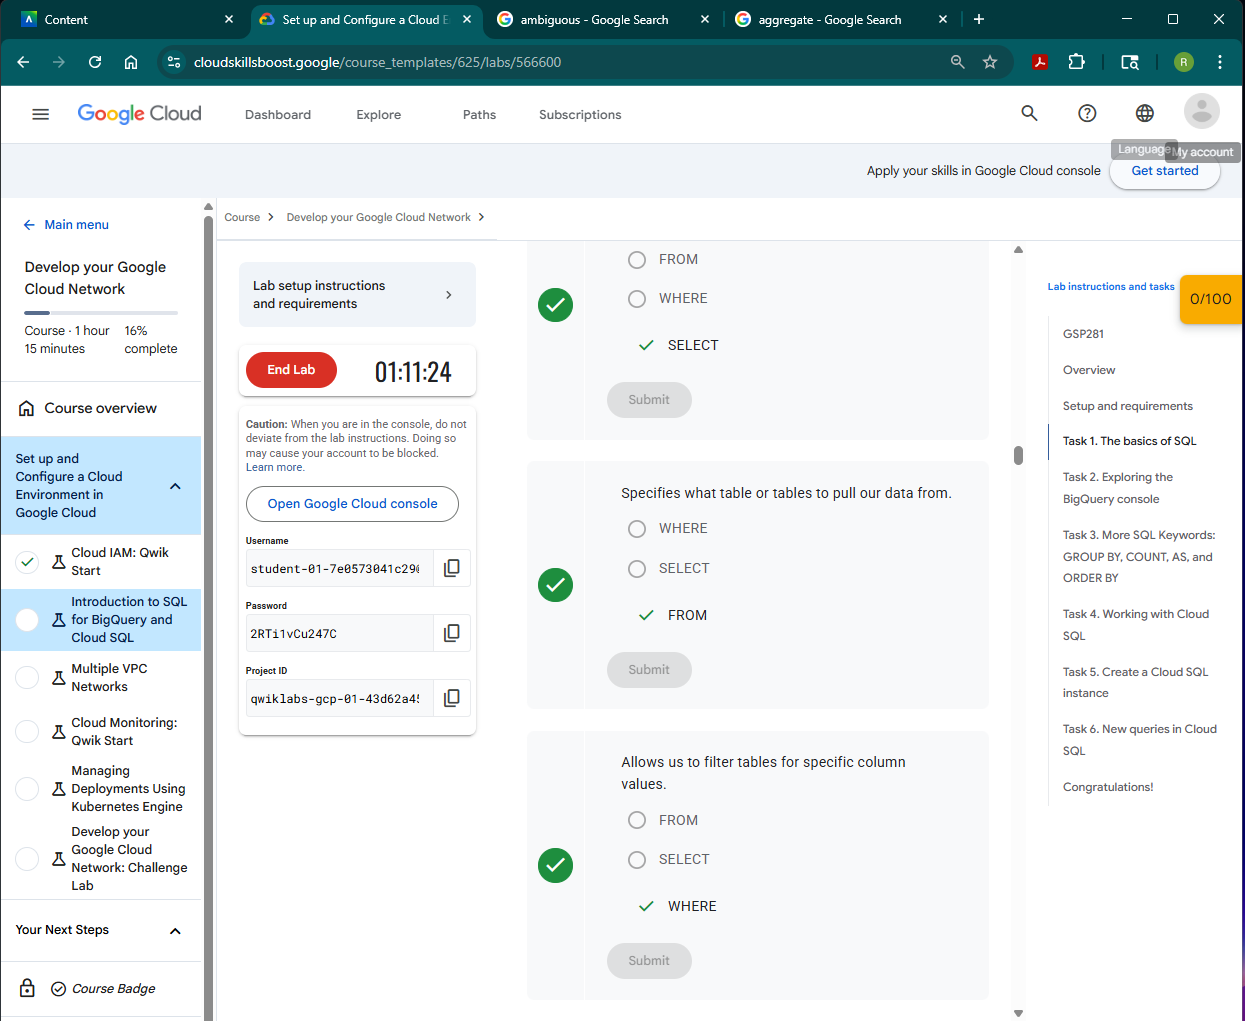 Content
Set up and Configure a Cloud E
ambiguous - Google Search
aggregate - Google Search
cloudskillsboost.google/course_templates/625/labs/566600
R
Google Cloud
Dashboard
Explore
Paths
Subscriptions
Language
My account
Apply your skills in Google Cloud console
Get started
Main menu
Develop your Google
Cloud Network
Course · 1 hour
15 minutes
16%
complete
Course overview
Set up and
Configure a Cloud
Environment in
Google Cloud
Cloud IAM: Qwik
Start
Introduction to SQL
for BigQuery and
Cloud SQL
Multiple VPC
Networks
Cloud Monitoring:
Qwik Start
Managing
Deployments Using
Kubernetes Engine
Develop your
Google Cloud
Network: Challenge
Lab
Your Next Steps
Course Badge
Course
Develop your Google Cloud Network
Lab setup instructions
and requirements
End Lab
01:11:24
Caution: When you are in the console, do not
deviate from the lab instructions. Doing so
may cause your account to be blocked.
Learn more.
Open Google Cloud console
Username
student-01-7e0573041c29
Password
2RTi1vCu247C
Project ID
qwiklabs-gcp-01-43d62a4
FROM
WHERE
SELECT
Submit
Specifies what table or tables to pull our data from.
WHERE
SELECT
FROM
Submit
Allows us to filter tables for specific column
values.
FROM
SELECT
WHERE
Submit
Lab instructions and tasks
0/100
GSP281
Overview
Setup and requirements
Task 1. The basics of SQL
Task 2. Exploring the
BigQuery console
Task 3. More SQL Keywords:
GROUP BY, COUNT, AS, and
ORDER BY
Task 4. Working with Cloud
SQL
Task 5. Create a Cloud SQL
instance
Task 6. New queries in Cloud
SQL
Congratulations!